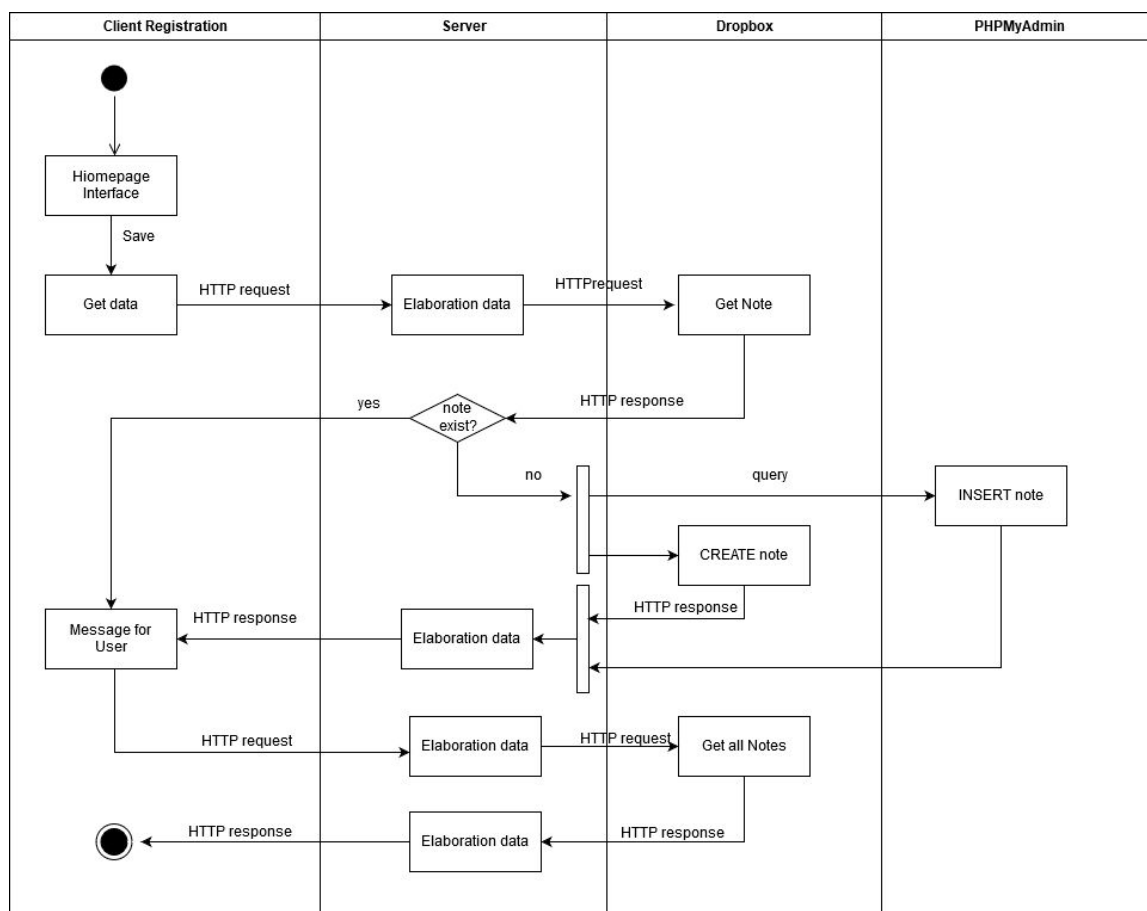 Client Registration
Server
Dropbox
PHPMyAdmin
Hiomepage
Interface
Save
Get data
HTTP request
Elaboration data
HTTPrequest
Get Note
yes
note
exist?
HTTP response
no
query
INSERT note
CREATE note
HTTP response
Message for
User
HTTP response
Elaboration data
HTTP request
Elaboration data
HTTP request
Get all Notes
HTTP response
Elaboration data
HTTP response